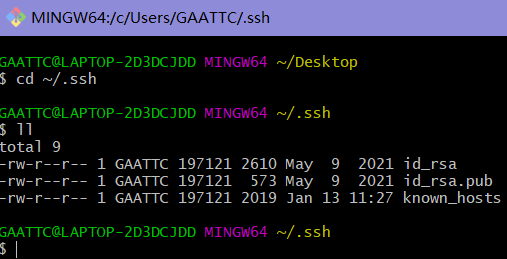 MINGW64:/c/Users/GAATTC/.ssh
GAATTC@LAPTOP-2D3DCJDD MINGW64 ~/Desktop
$ cd ~/.ssh
GAATTC@LAPTOP-2D3DCJDD MINGW64 ~/.ssh
$ ll
total 9
-rw-r--r-- 1 GAATTC 197121 2610 May  9  2021 id_rsa
-rw-r--r-- 1 GAATTC 197121  573 May  9  2021 id_rsa.pub
-rw-r--r-- 1 GAATTC 197121 2019 Jan 13 11:27 known_hosts
GAATTC@LAPTOP-2D3DCJDD MINGW64 ~/.ssh
$